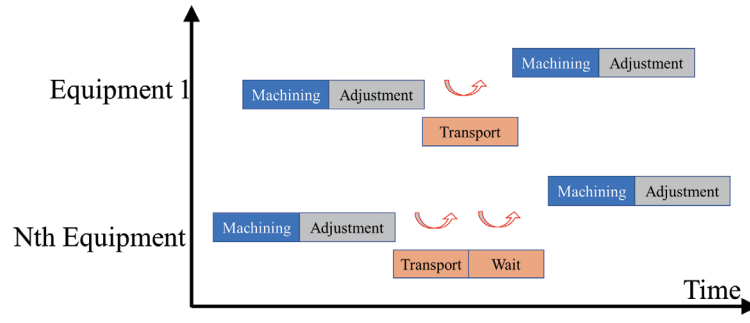 Machining Adjustment
Equipment 1
Machining Adjustment
Transport
Machining Adjustment
Nth Equipment
Machining Adjustment
Transport Wait
Time